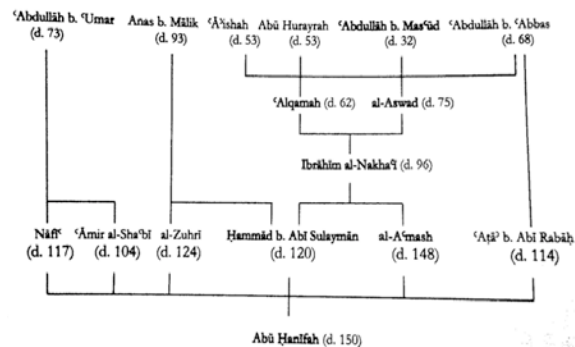 ʿAbdullāh b. ʿUmar Anas b. Mālik ʿĀʾishah Abū Hurayrah ʿAbdullāh b. Masʿūd ʿAbdullāh b. ʿAbbas
(d. 73) (d. 93) (d. 53) (d. 53) (d. 32) (d. 68)
ʿAlqamah (d. 62) al-Aswad (d. 75)
Ibrāhīm al-Nakhaʿī (d. 96)
Nāfiʿ ʿĀmir al-Shaʿbī al-Zuhrī Ḥammād b. Abī Sulaymān al-Aʿmash ʿAṭāʾ b. Abī Rabāḥ
(d. 117) (d. 104) (d. 124) (d. 120) (d. 148) (d. 114)
Abū Ḥanīfah (d. 150)